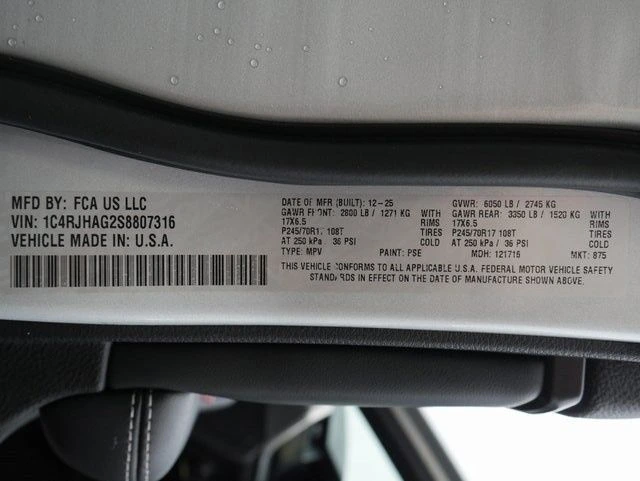 MFD BY: FCA US LLC
VIN: 1C4RJHAG2S8807316
VEHICLE MADE IN: U.S.A.
DATE OF MFR (BUILT): 12-25 GVWR: 6050 LB / 2745 KG
GAWR FRONT: 2800 LB / 1271 KG WITH GAWR REAR: 3350 LB / 1520 KG WITH
17X6.5 RIMS 17X6.5 RIMS
P245/70R17 108T TIRES P245/70R17 108T TIRES
AT 250 kPa / 36 PSI COLD AT 250 kPa / 36 PSI COLD
TYPE: MPV PAINT: PSE MDH: 121716 MKT: 875
THIS VEHICLE CONFORMS TO ALL APPLICABLE U.S.A. FEDERAL MOTOR VEHICLE SAFETY
STANDARDS IN EFFECT ON THE DATE OF MANUFACTURE SHOWN ABOVE.